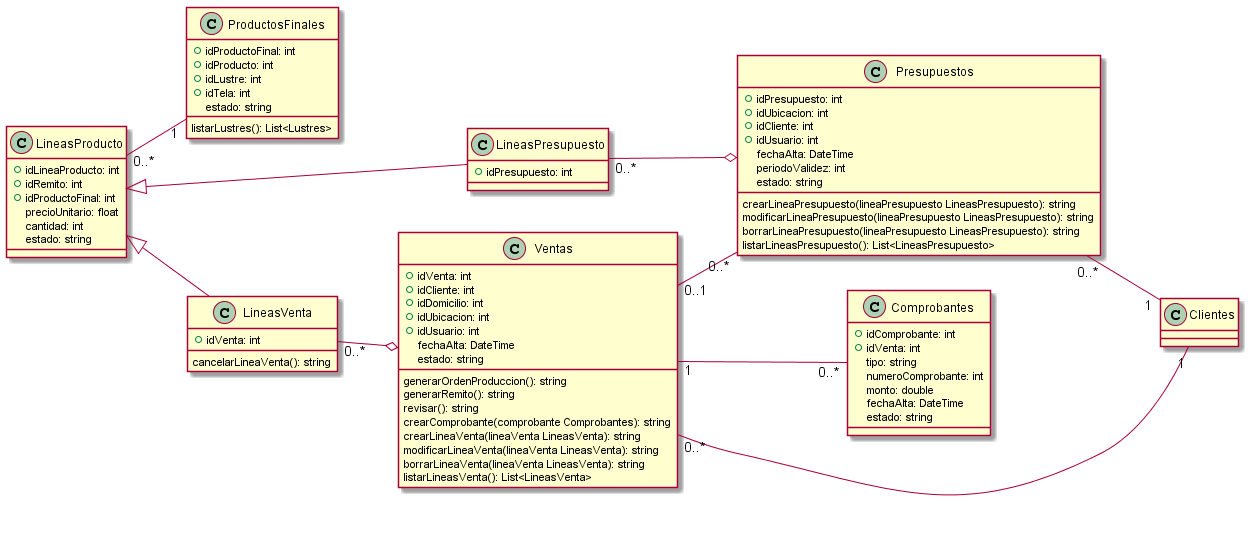 C ProductosFinales
idProductoFinal: int
idProducto: int
idLustre: int
idTela: int
estado: string
listarLustres(): List<Lustres>
1
C LineasProducto
idLineaProducto: int
idRemito: int
idProductoFinal: int
precioUnitario: float
cantidad: int
estado: string
0..*
C LineasPresupuesto
idPresupuesto: int
0..*
C Presupuestos
idPresupuesto: int
idUbicacion: int
idCliente: int
idUsuario: int
fechaAlta: DateTime
periodoValidez: int
estado: string
crearLineaPresupuesto(lineaPresupuesto LineasPresupuesto): string
modificarLineaPresupuesto(lineaPresupuesto LineasPresupuesto): string
borrarLineaPresupuesto(lineaPresupuesto LineasPresupuesto): string
listarLineasPresupuesto(): List<LineasPresupuesto>
0..*
0..*
C LineasVenta
idVenta: int
cancelarLineaVenta(): string
0..*
C Ventas
idVenta: int
idCliente: int
idDomicilio: int
idUbicacion: int
idUsuario: int
fechaAlta: DateTime
estado: string
generarOrdenProduccion(): string
generarRemito(): string
revisar(): string
crearComprobante(comprobante Comprobantes): string
crearLineaVenta(lineaVenta LineasVenta): string
modificarLineaVenta(lineaVenta LineasVenta): string
borrarLineaVenta(lineaVenta LineasVenta): string
listarLineasVenta(): List<LineasVenta>
0..1
1
0..*
0..*
C Comprobantes
idComprobante: int
idVenta: int
tipo: string
numeroComprobante: int
monto: double
fechaAlta: DateTime
estado: string
1
C Clientes
1